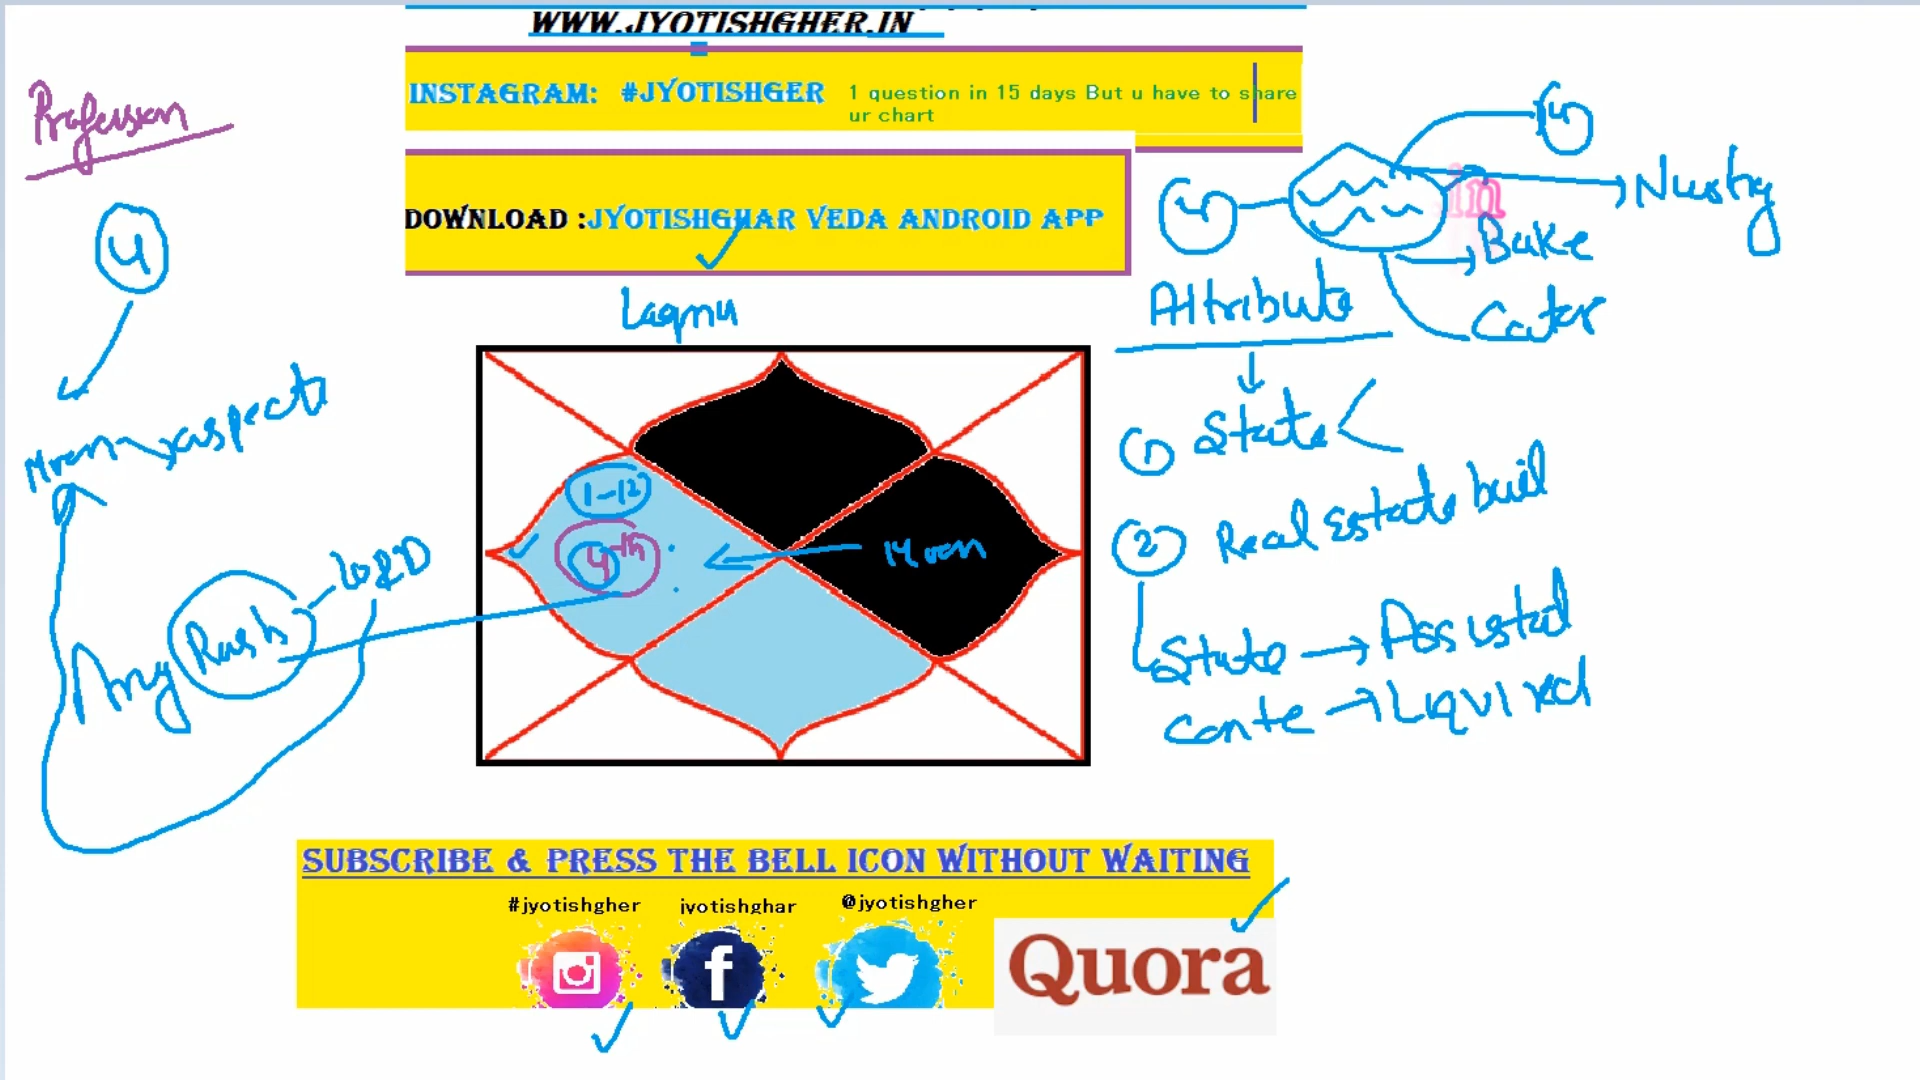 WWW.JYOTISHGHER.IN
INSTAGRAM: #JYOTISHGER 1 question in 15 days But u have to share
ur chart
DOWNLOAD :JYOTISHGHAR VEDA ANDROID APP
Profession
4
Moon aspect
Any Rashi LORD
Lagna
1-12
4th
Moon
4
4
in
Bake
Cater
Attribute
1 State
2 Real Estate buil
State
Conte
SUBSCRIBE & PRESS THE BELL ICON WITHOUT WAITING
#jyotishgher jyotishghar @jyotishgher
Quora